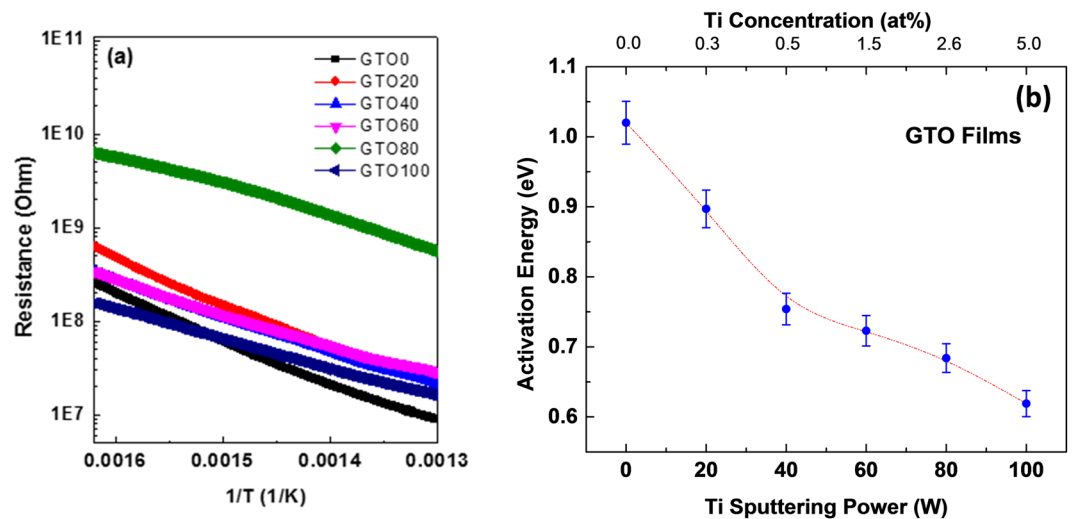 (a)
1E11
1E10
1E9
1E8
1E7
Resistance (Ohm)
GTO0
GTO20
GTO40
GTO60
GTO80
GTO100
0.0016 0.0015 0.0014 0.0013
1/T (1/K)
Ti Concentration (at%)
0.0 0.3 0.5 1.5 2.6 5.0
(b)
GTO Films
1.1
1.0
0.9
0.8
0.7
0.6
Activation Energy (eV)
0 20 40 60 80 100
Ti Sputtering Power (W)